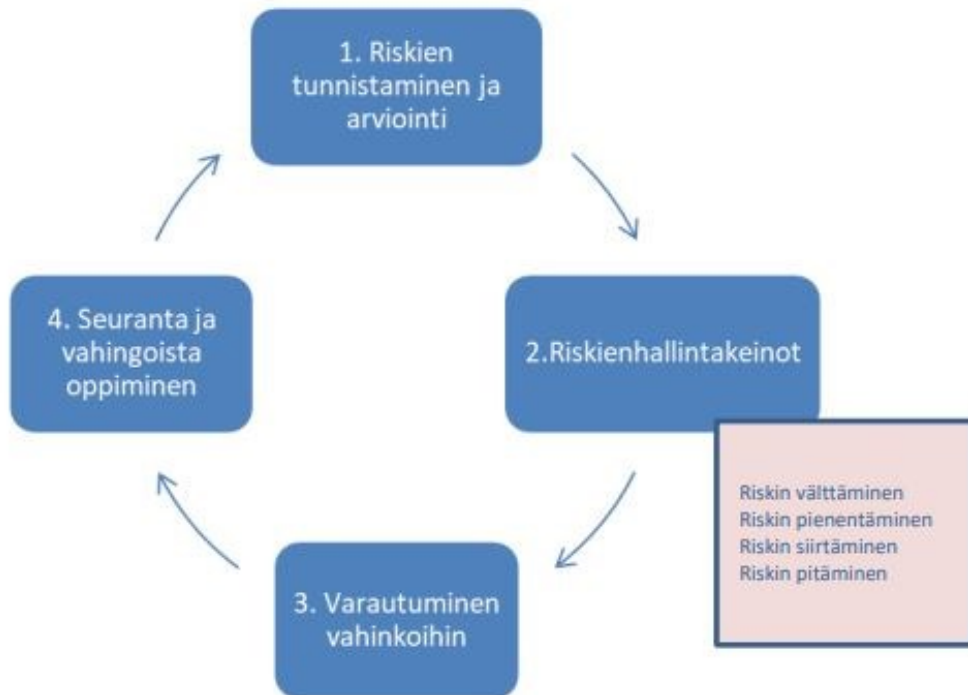 1. Riskien
tunnistaminen ja
arviointi
2.Riskienhallintakeinot
Riskin välttäminen
Riskin pienentäminen
Riskin siirtäminen
Riskin pitäminen
3. Varautuminen
vahinkoihin
4. Seuranta ja
vahingoista
oppiminen